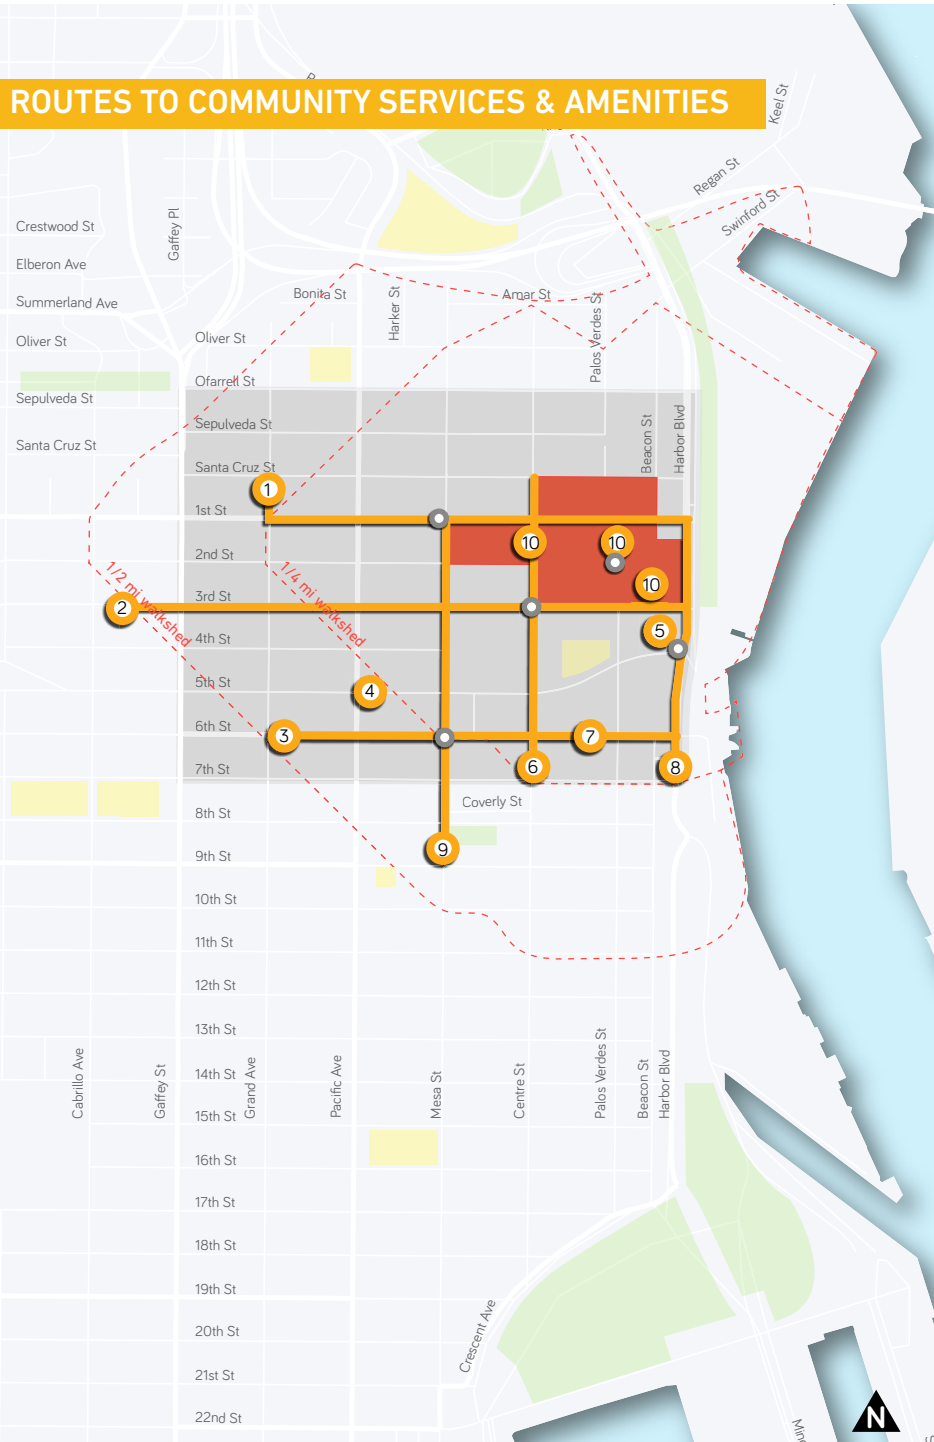 ROUTES TO COMMUNITY SERVICES & AMENITIES
Keel St
Regan St
Swinford St
Crestwood St
Gaffey Pl
Elberon Ave
Summerland Ave
Bonita St
Harker St
Amar St
Palos Verdes St
Oliver St
Oliver St
Ofarrell St
Sepulveda St
Sepulveda St
Beacon St
Harbor Blvd
Santa Cruz St
Santa Cruz St
1
1st St
10
10
2nd St
1/2 mi walkshed
1/4 mi walkshed
10
3rd St
2
4th St
5
5th St
4
6th St
3
7
7th St
6
8
Coverly St
8th St
9
9th St
10th St
11th St
12th St
13th St
Cabrillo Ave
Gaffey St
Grand Ave
Pacific Ave
Mesa St
Centre St
Palos Verdes St
Beacon St
Harbor Blvd
14th St
15th St
16th St
17th St
18th St
19th St
20th St
Crescent Ave
21st St
22nd St
N